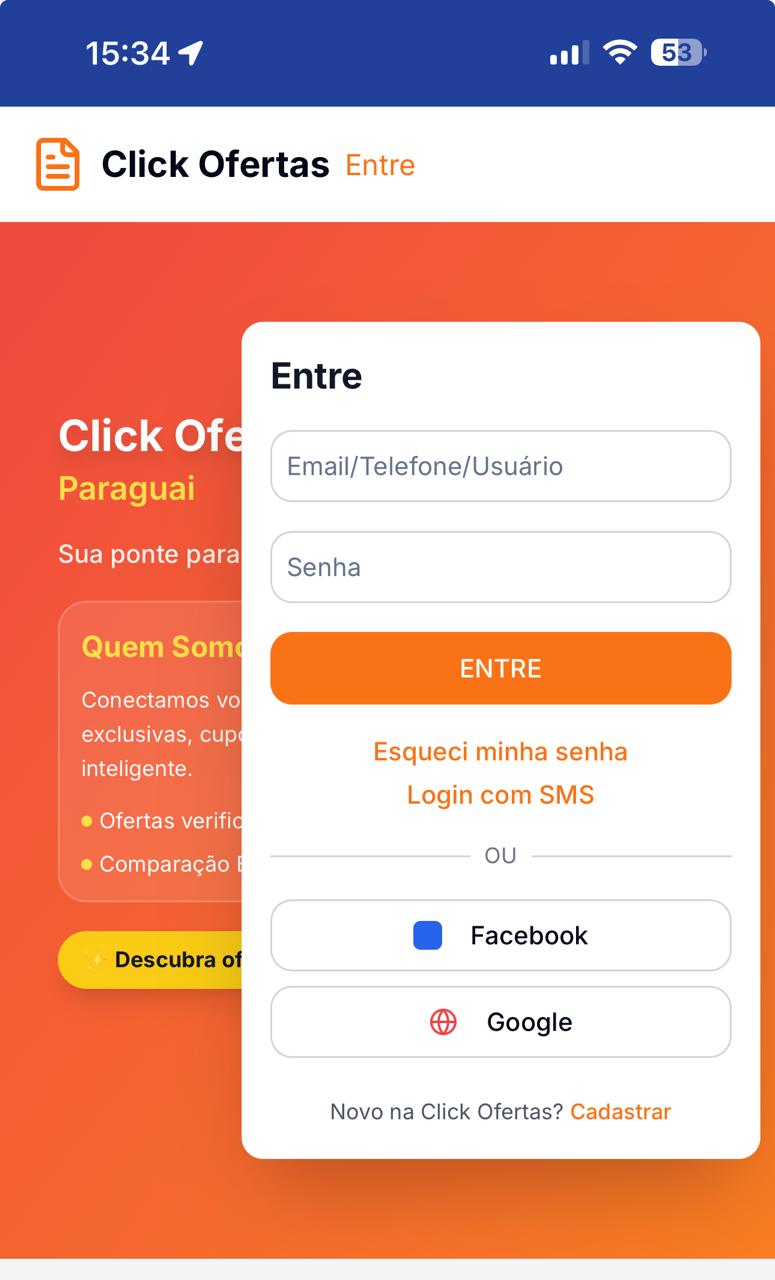 15:34
53
Click Ofertas Entre
Click Ofe
Paraguai
Sua ponte para
Quem Somo
Conectamos vo
exclusivas, cupo
inteligente.
Ofertas verific
Comparação
Descubra of
Entre
Email/Telefone/Usuário
Senha
ENTRE
Esqueci minha senha
Login com SMS
OU
Facebook
Google
Novo na Click Ofertas? Cadastrar